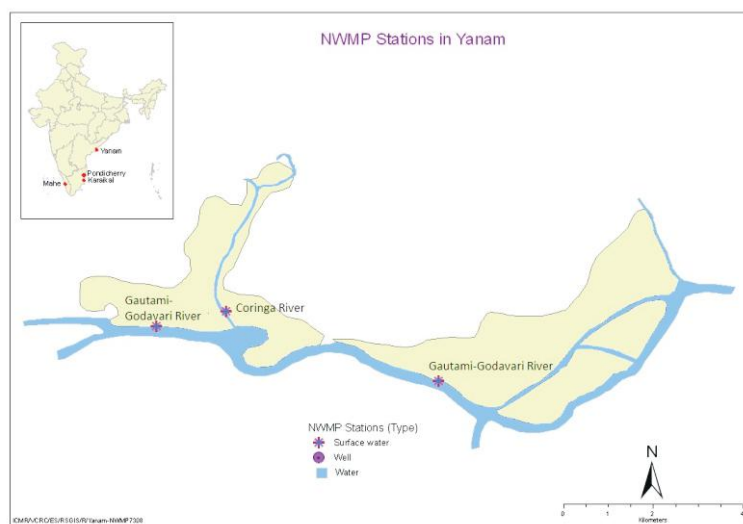 NWMP Stations in Yanam
Yanam
Pondicherry
Karaikal
Mahe
Gautami-
Godavari River
Coringa River
Gautami-Godavari River
NWMP Stations (Type)
Surface water
Well
Water
N
0 1 2 4
Kilometers